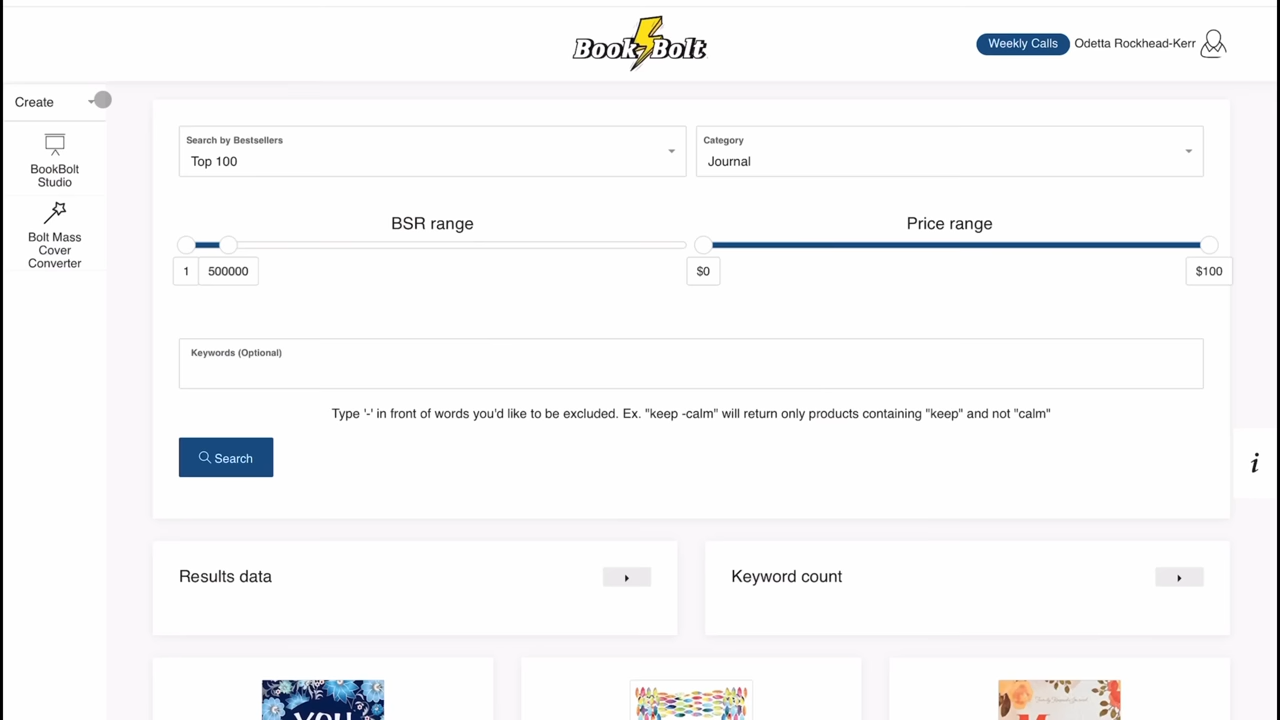 Book Bolt
Weekly Calls
Odetta Rockhead-Kerr
Create
BookBolt
Studio
Bolt Mass
Cover
Converter
Search by Bestsellers
Top 100
Category
Journal
BSR range
Price range
1
500000
$0
$100
Keywords (Optional)
Type '-' in front of words you'd like to be excluded. Ex. "keep -calm" will return only products containing "keep" and not "calm"
Search
i
Results data
Keyword count
YOU